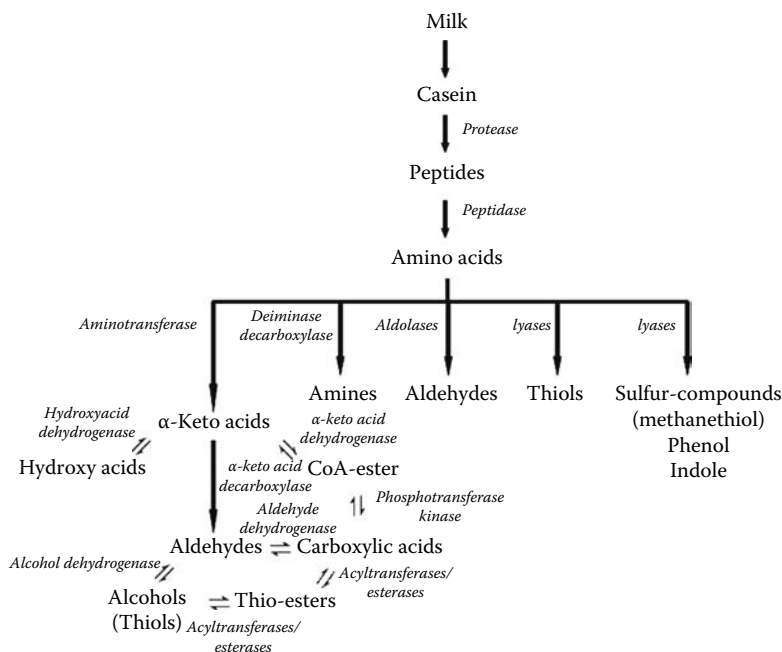 Milk
Casein
Protease
Peptides
Peptidase
Amino acids
Aminotransferase
Deiminase
decarboxylase
Aldolases
lyases
lyases
Amines
Aldehydes
Thiols
Sulfur-compounds
(methanethiol)
Phenol
Indole
Hydroxyacid
dehydrogenase
α-Keto acids
α-keto acid
dehydrogenase
Hydroxy acids
α-keto acid
decarboxylase
CoA-ester
Aldehyde
dehydrogenase
Phosphotransferase
kinase
Aldehydes
Carboxylic acids
Alcohol dehydrogenase
Acyltransferases/
esterases
Alcohols
(Thiols)
Thio-esters
Acyltransferases/
esterases